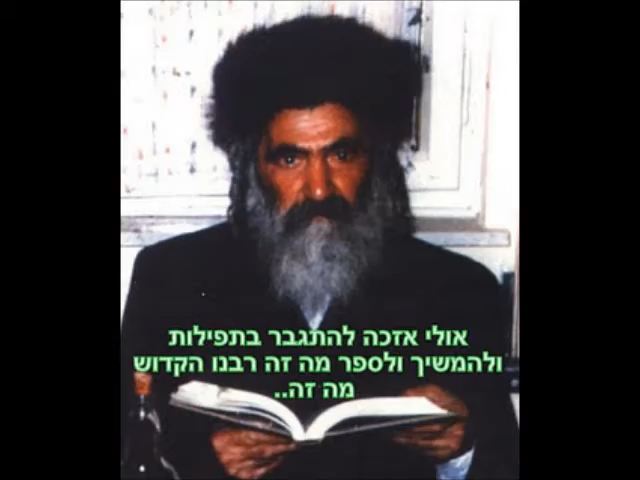 אולי אזכה להתגבר בתפילות
ולהמשיך ולספר מה זה רבנו הקדוש
מה זה..